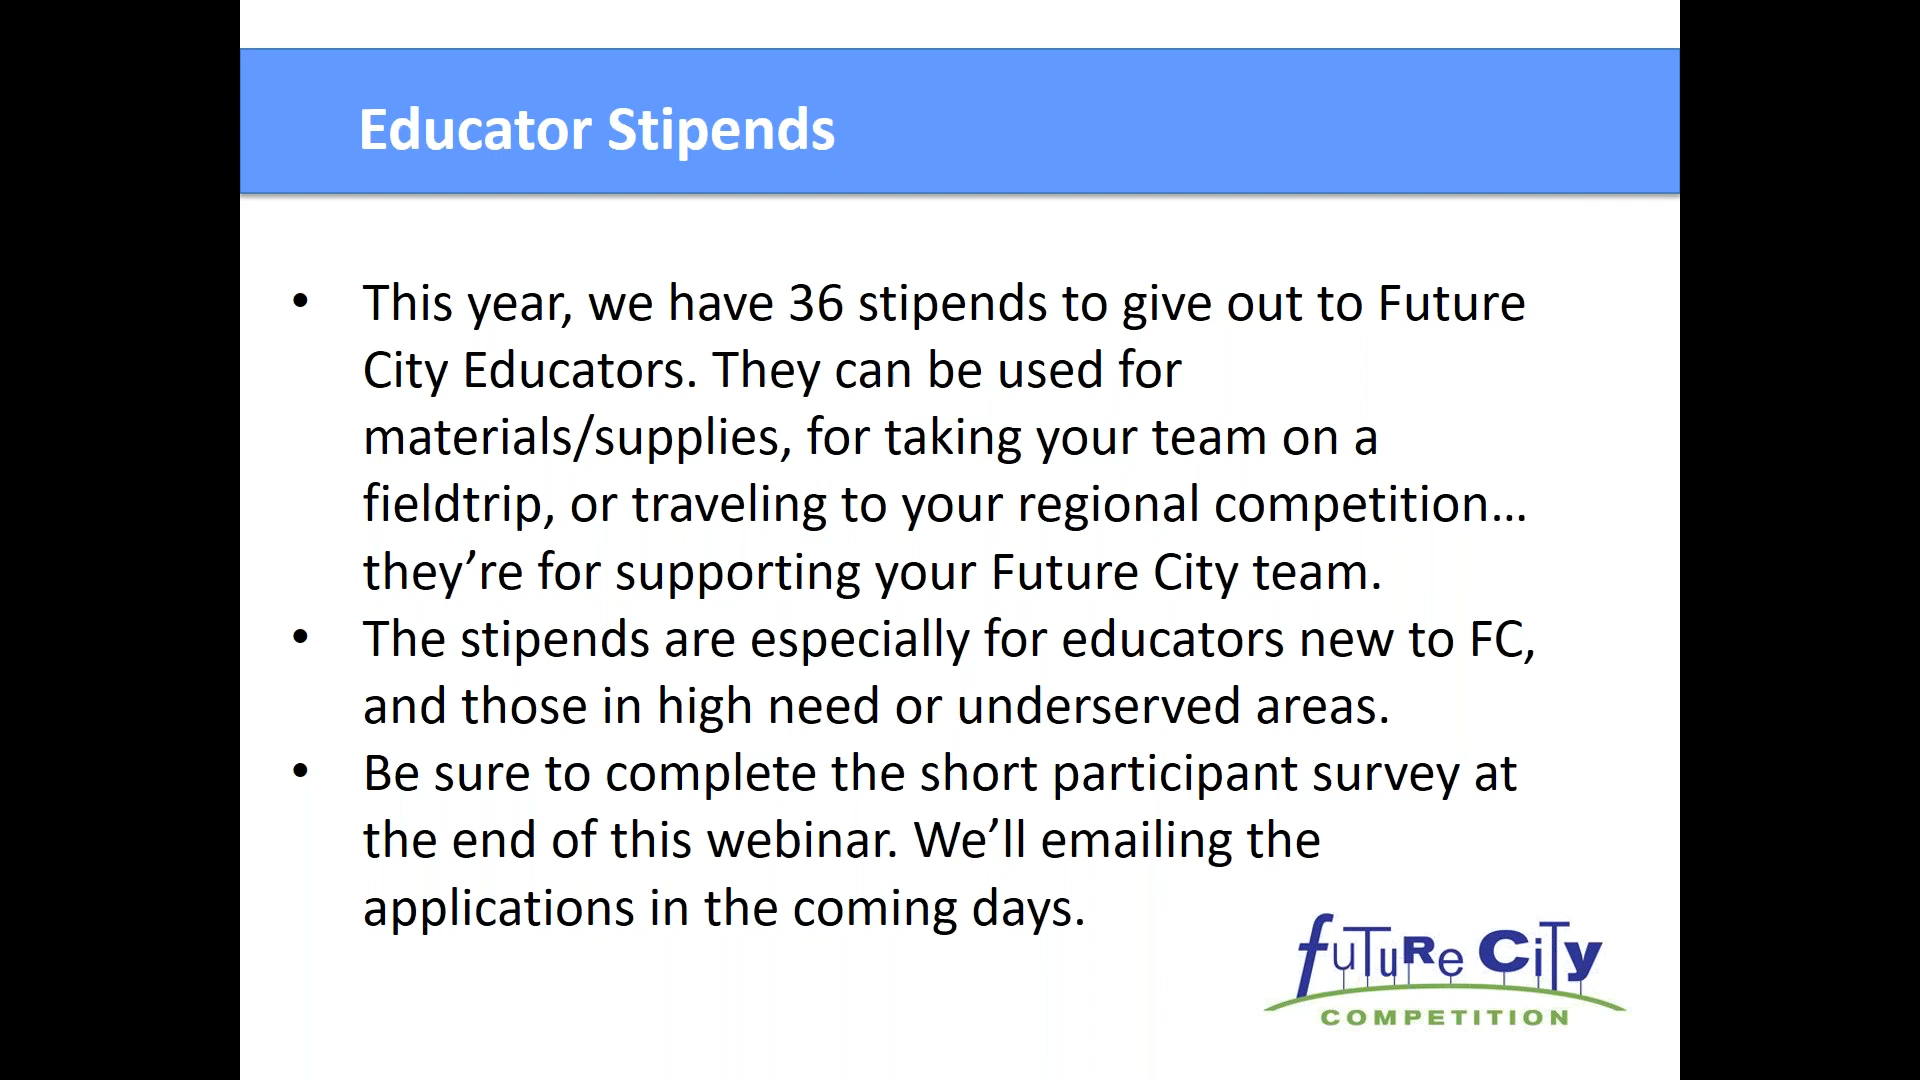 Educator Stipends
• This year, we have 36 stipends to give out to Future
City Educators. They can be used for
materials/supplies, for taking your team on a
fieldtrip, or traveling to your regional competition…
they’re for supporting your Future City team.
• The stipends are especially for educators new to FC,
and those in high need or underserved areas.
• Be sure to complete the short participant survey at
the end of this webinar. We’ll emailing the
applications in the coming days.
fuTuRe CiTy
COMPETITION